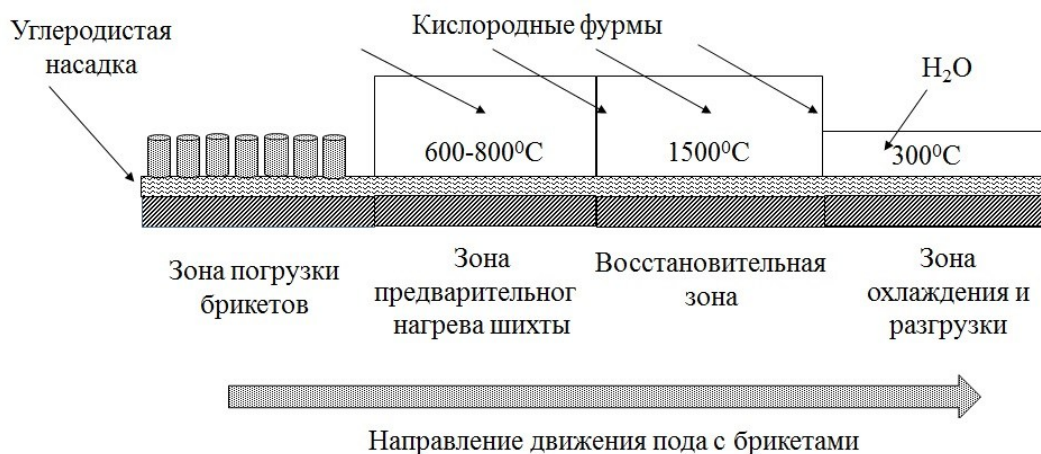 Углеродистая
насадка
Кислородные фурмы
H₂O
600-800⁰C
1500⁰C
300⁰C
Зона погрузки
брикетов
Зона
предварительног
нагрева шихты
Восстановительная
зона
Зона
охлаждения и
разгрузки
Направление движения пода с брикетами